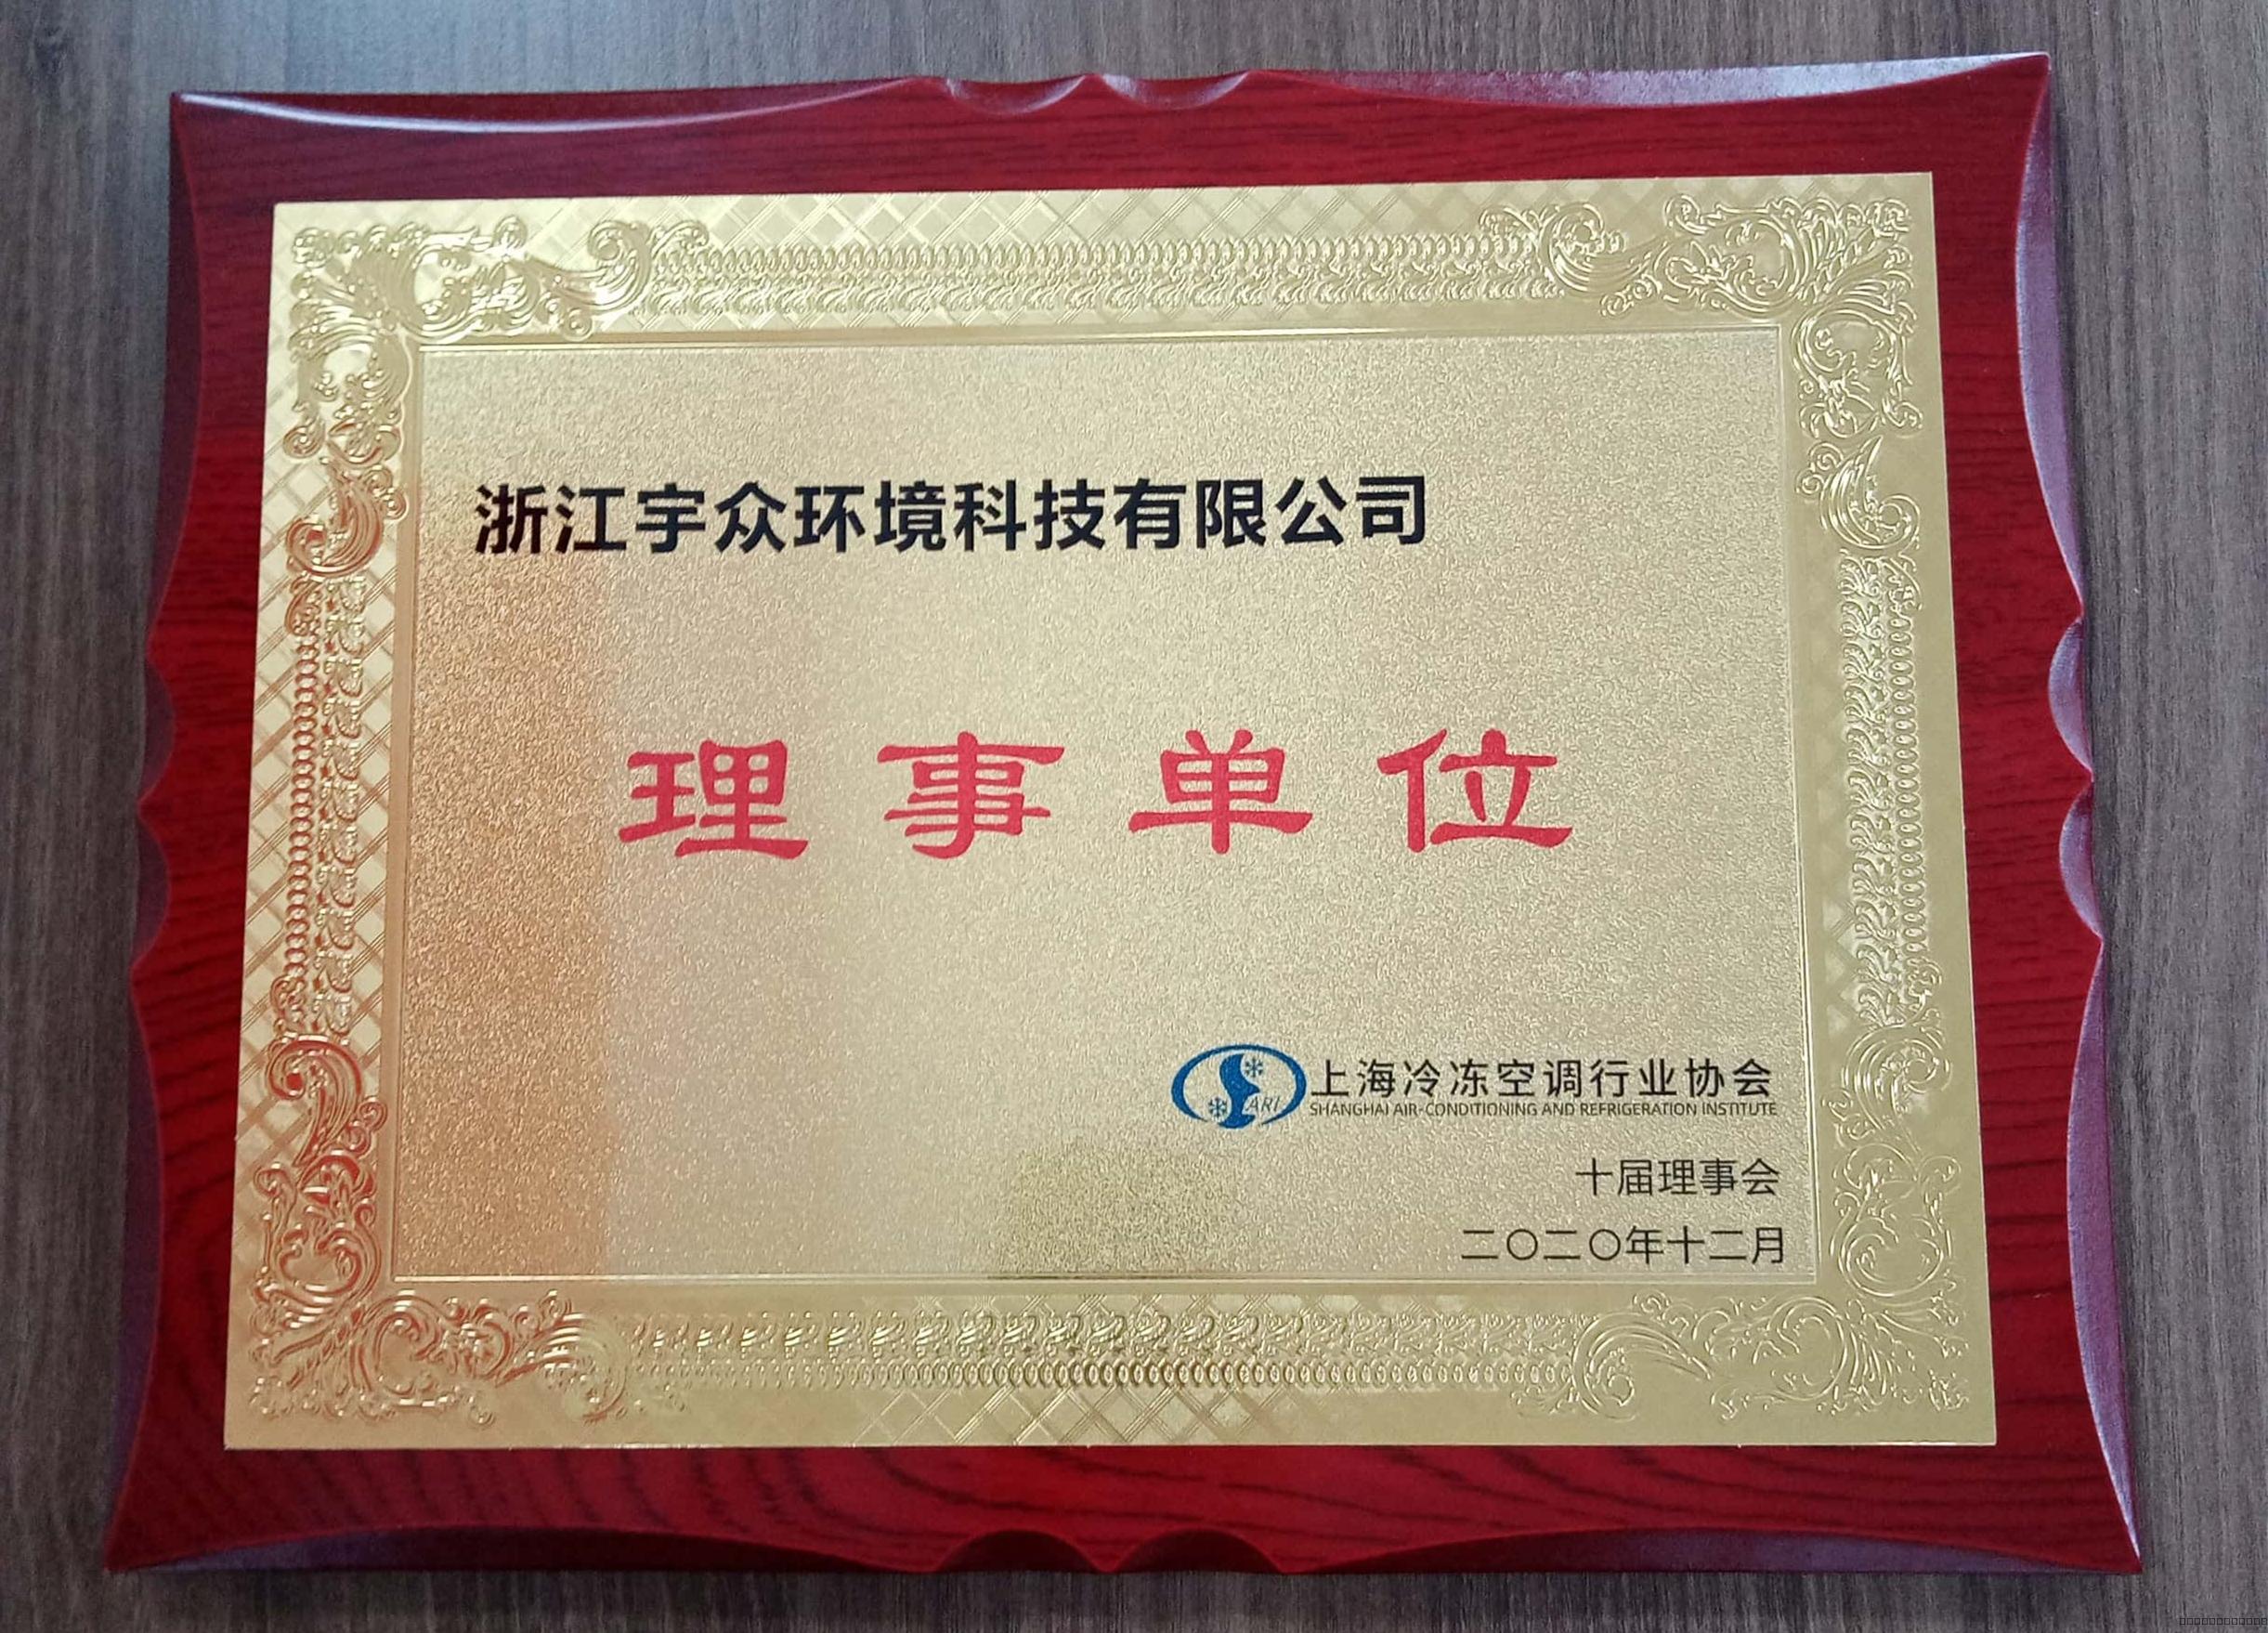 浙江宇众环境科技有限公司
理事单位
ARI
上海冷冻空调行业协会
SHANGHAI AIR-CONDITIONING AND REFRIGERATION INSTITUTE
十届理事会
二〇二〇年十二月